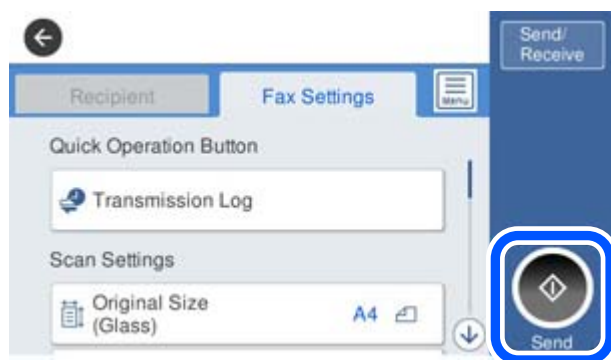 Send/
Receive
Recipient
Fax Settings
Menu
Quick Operation Button
Transmission Log
Scan Settings
Original Size
(Glass)
A4
Send